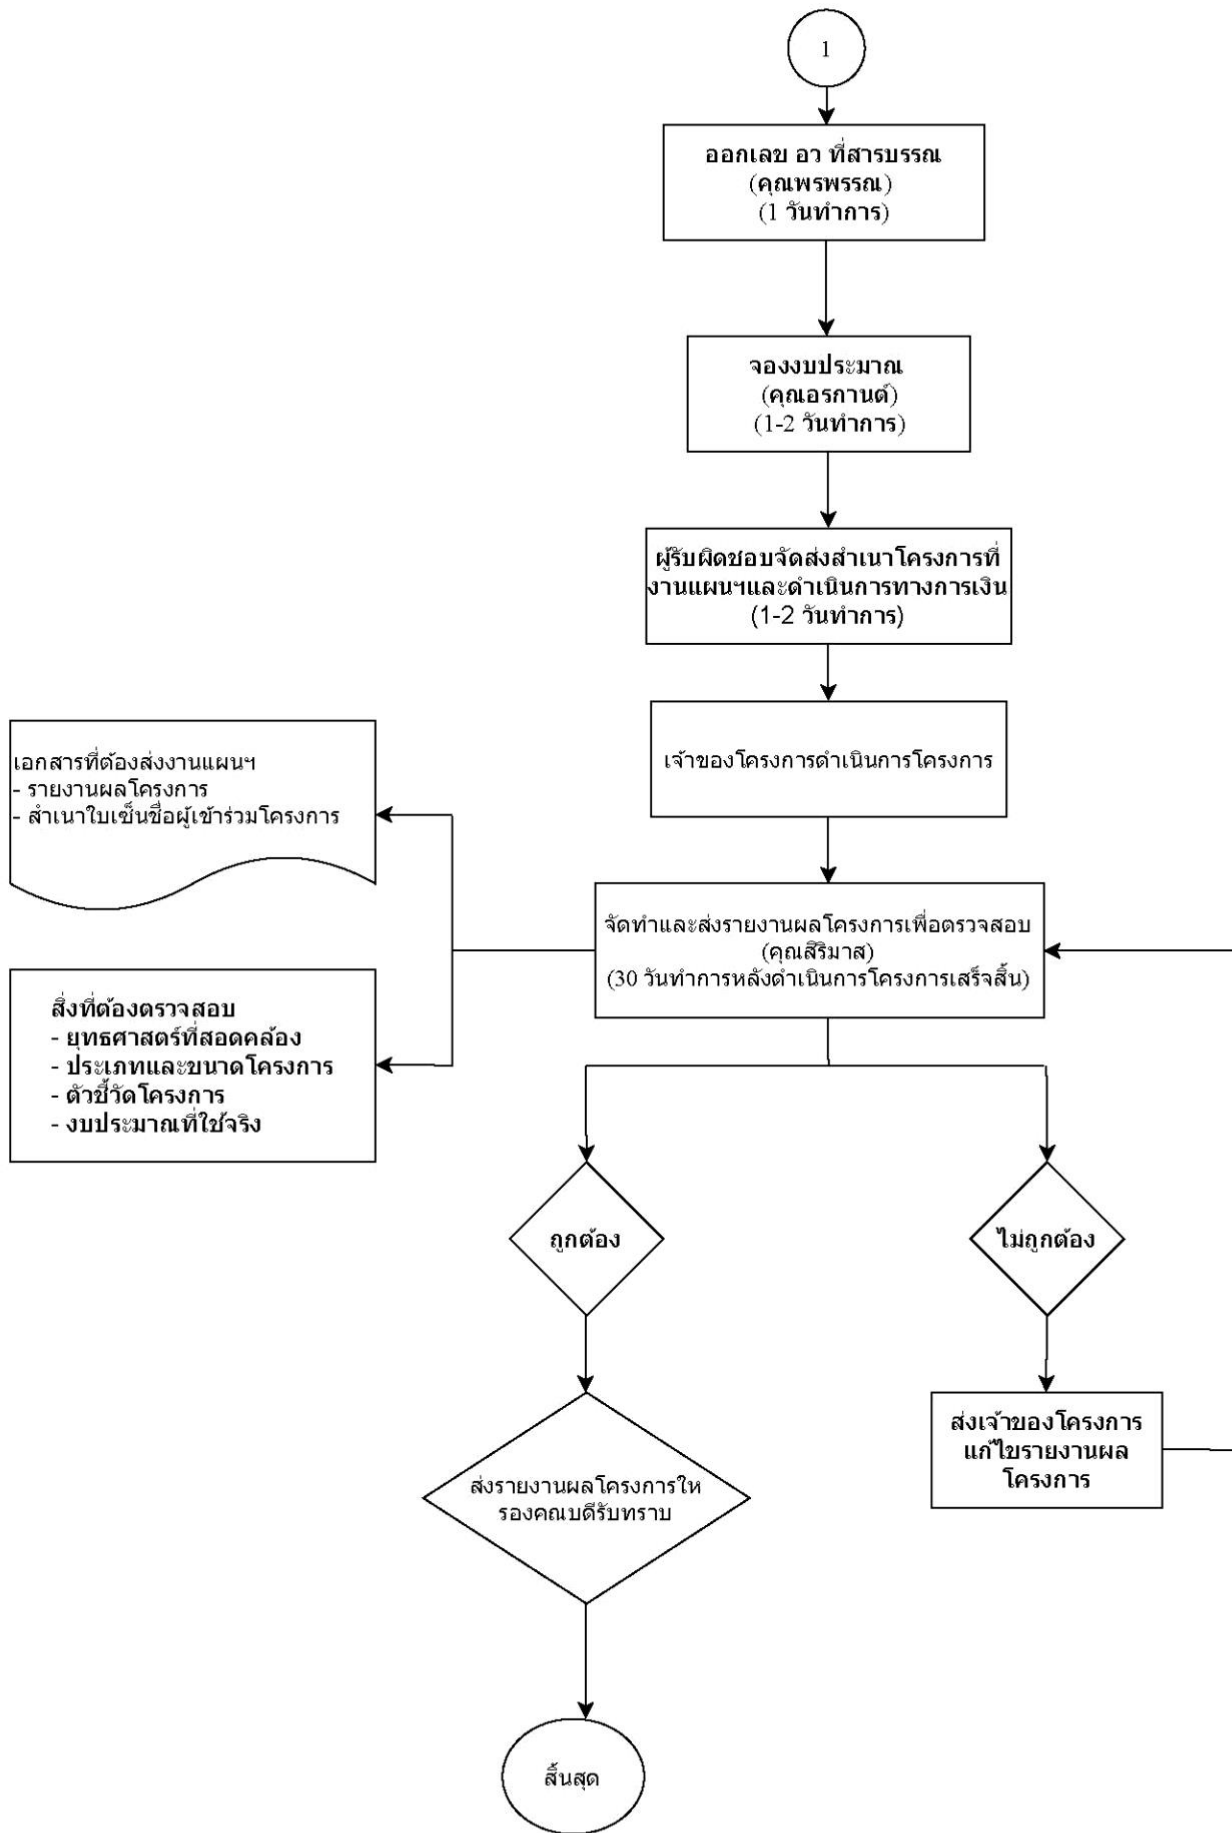 1
ออกเลข อว ที่สารบรรณ
(คุณพรพรรณ)
(1 วันทำการ)
จองงบประมาณ
(คุณอรกานต์)
(1-2 วันทำการ)
ผู้รับผิดชอบจัดส่งสำเนาโครงการที่
งานแผนฯและดำเนินการทางการเงิน
(1-2 วันทำการ)
เจ้าของโครงการดำเนินการโครงการ
เอกสารที่ต้องส่งงานแผนฯ
- รายงานผลโครงการ
- สำเนาใบเซ็นชื่อผู้เข้าร่วมโครงการ
จัดทำและส่งรายงานผลโครงการเพื่อตรวจสอบ
(คุณสิริมาส)
(30 วันทำการหลังดำเนินการโครงการเสร็จสิ้น)
สิ่งที่ต้องตรวจสอบ
- ยุทธศาสตร์ที่สอดคล้อง
- ประเภทและขนาดโครงการ
- ตัวชี้วัดโครงการ
- งบประมาณที่ใช้จริง
ถูกต้อง
ไม่ถูกต้อง
ส่งเจ้าของโครงการ
แก้ไขรายงานผล
โครงการ
ส่งรายงานผลโครงการให
รองคณบดีรับทราบ
สิ้นสุด